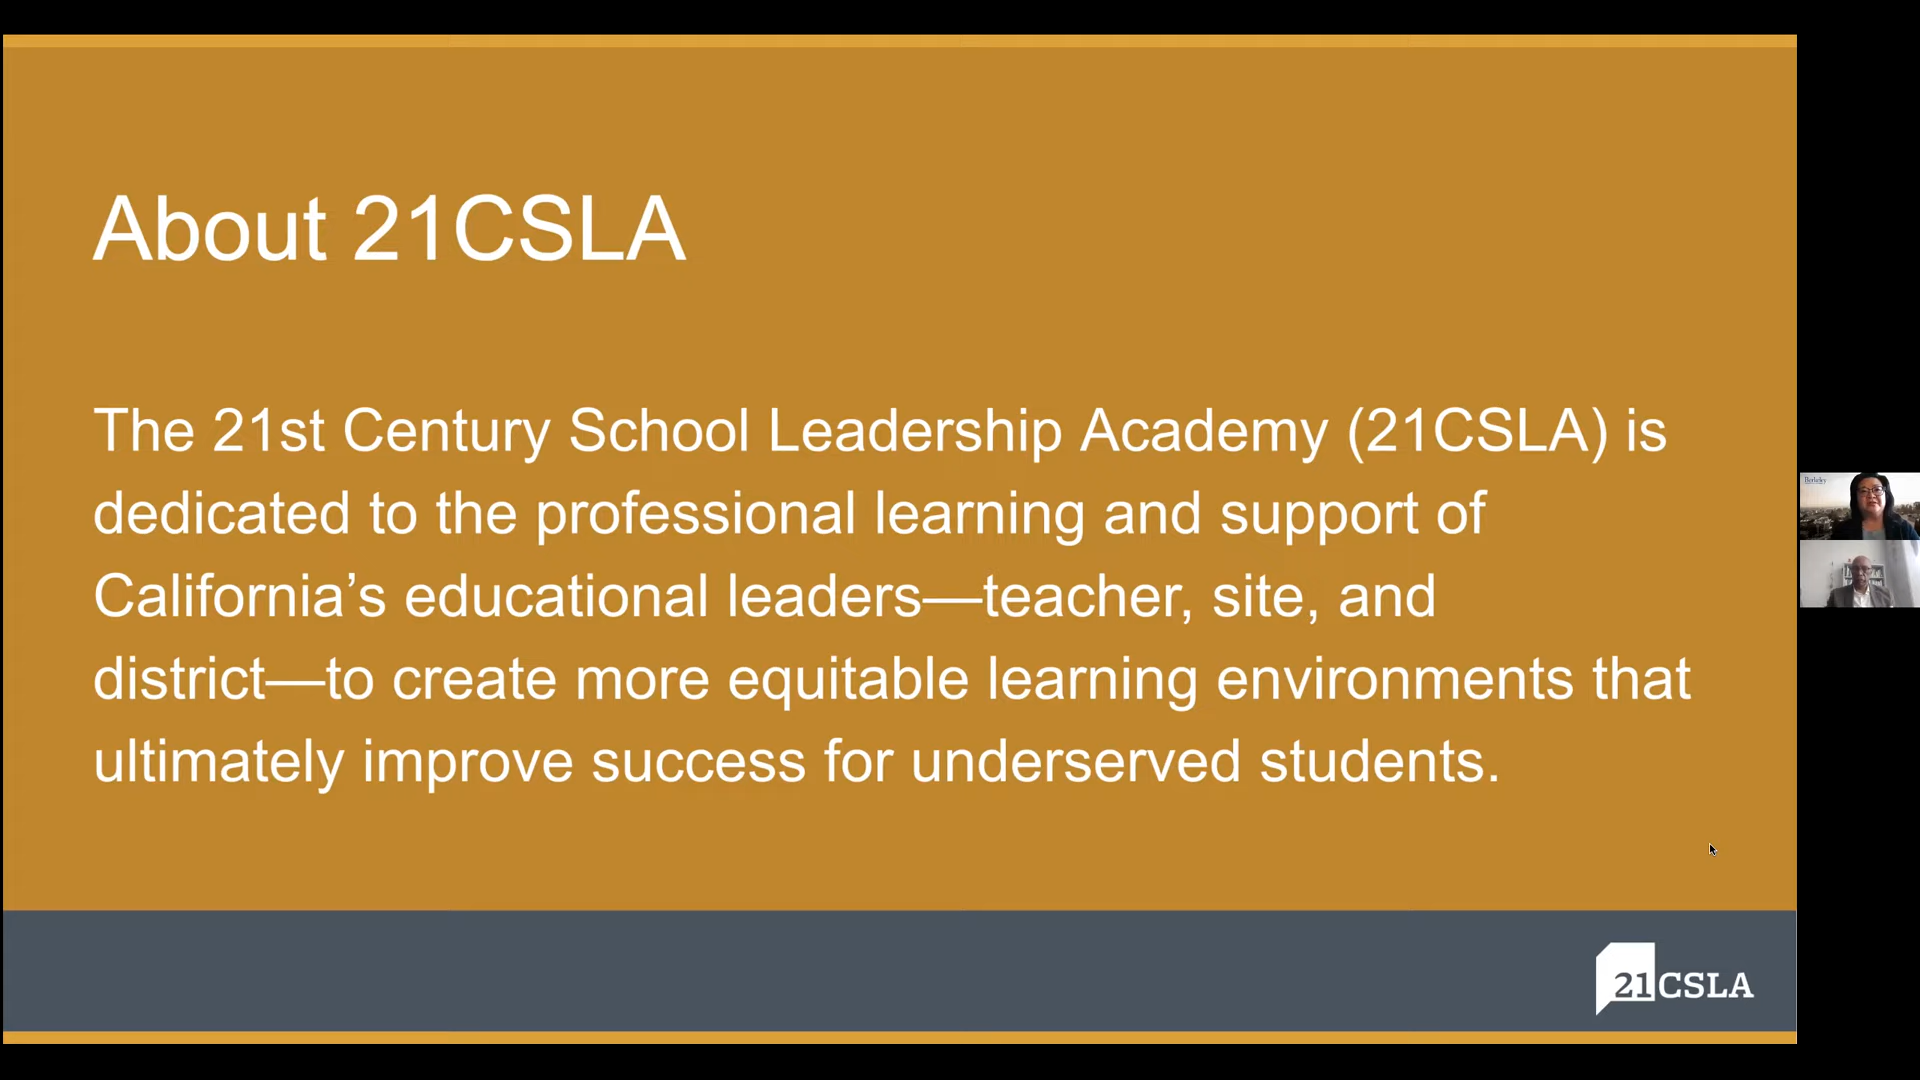 About 21CSLA
The 21st Century School Leadership Academy (21CSLA) is
dedicated to the professional learning and support of
California’s educational leaders—teacher, site, and
district—to create more equitable learning environments that
ultimately improve success for underserved students.
Berkeley
21CSLA